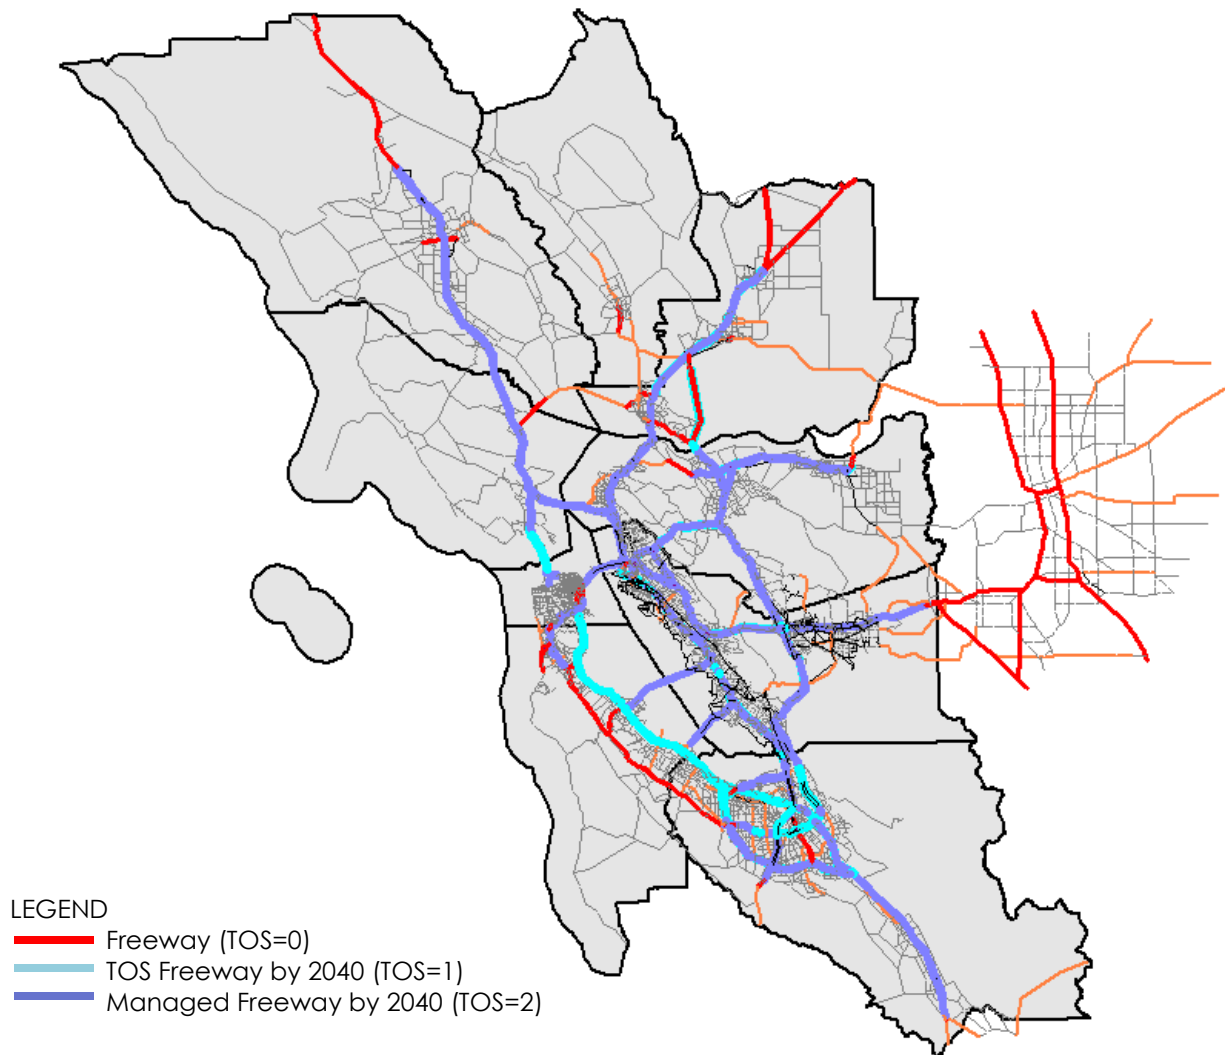 LEGEND
Freeway (TOS=0)
TOS Freeway by 2040 (TOS=1)
Managed Freeway by 2040 (TOS=2)